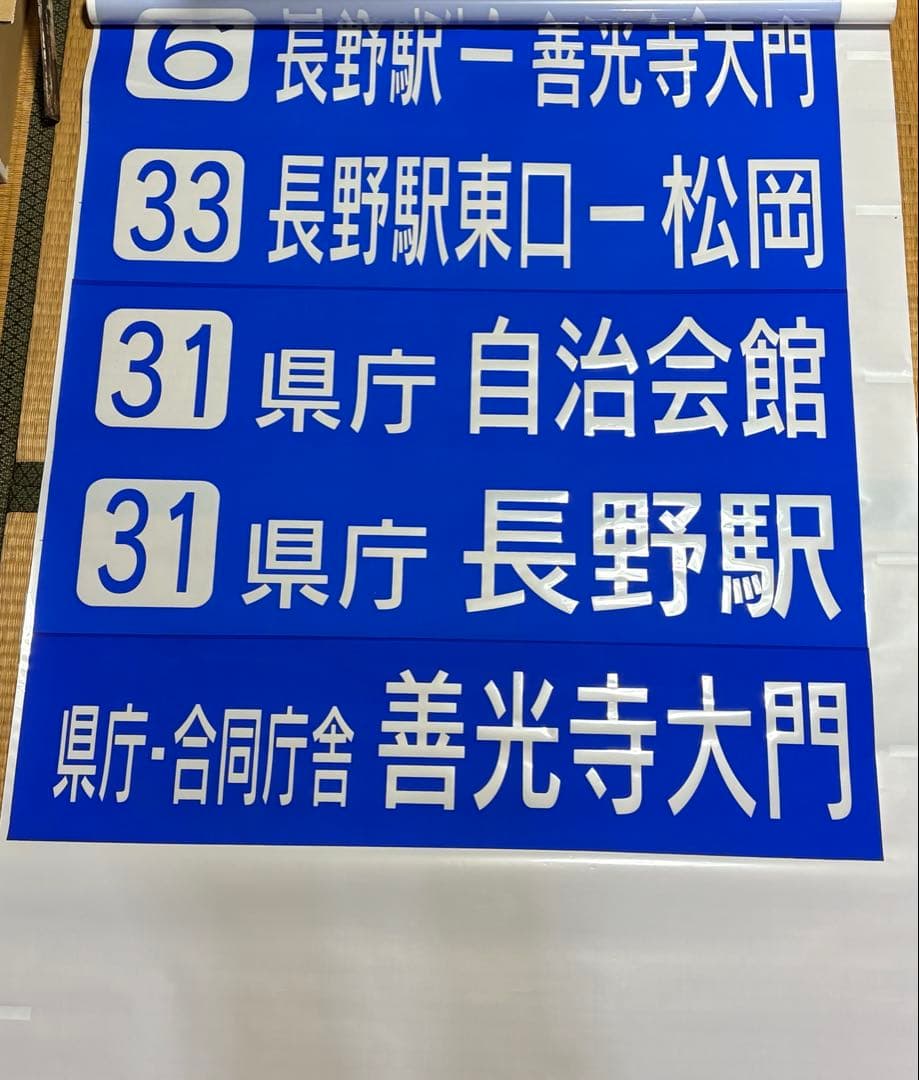 6 長野駅ー善光寺大門
33 長野駅東口ー松岡
31 県庁 自治会館
31 県庁 長野駅
県庁・合同庁舎 善光寺大門